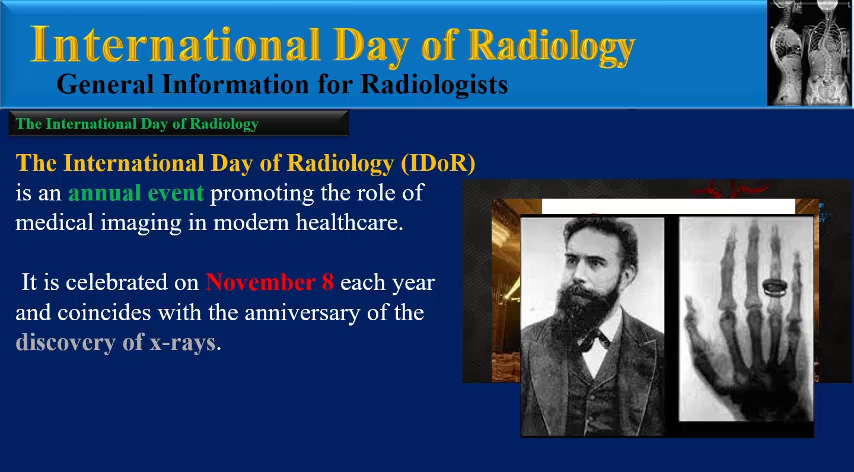 International Day of Radiology
General Information for Radiologists
The International Day of Radiology
The International Day of Radiology (IDoR)
is an annual event promoting the role of
medical imaging in modern healthcare.
It is celebrated on November 8 each year
and coincides with the anniversary of the
discovery of x-rays.